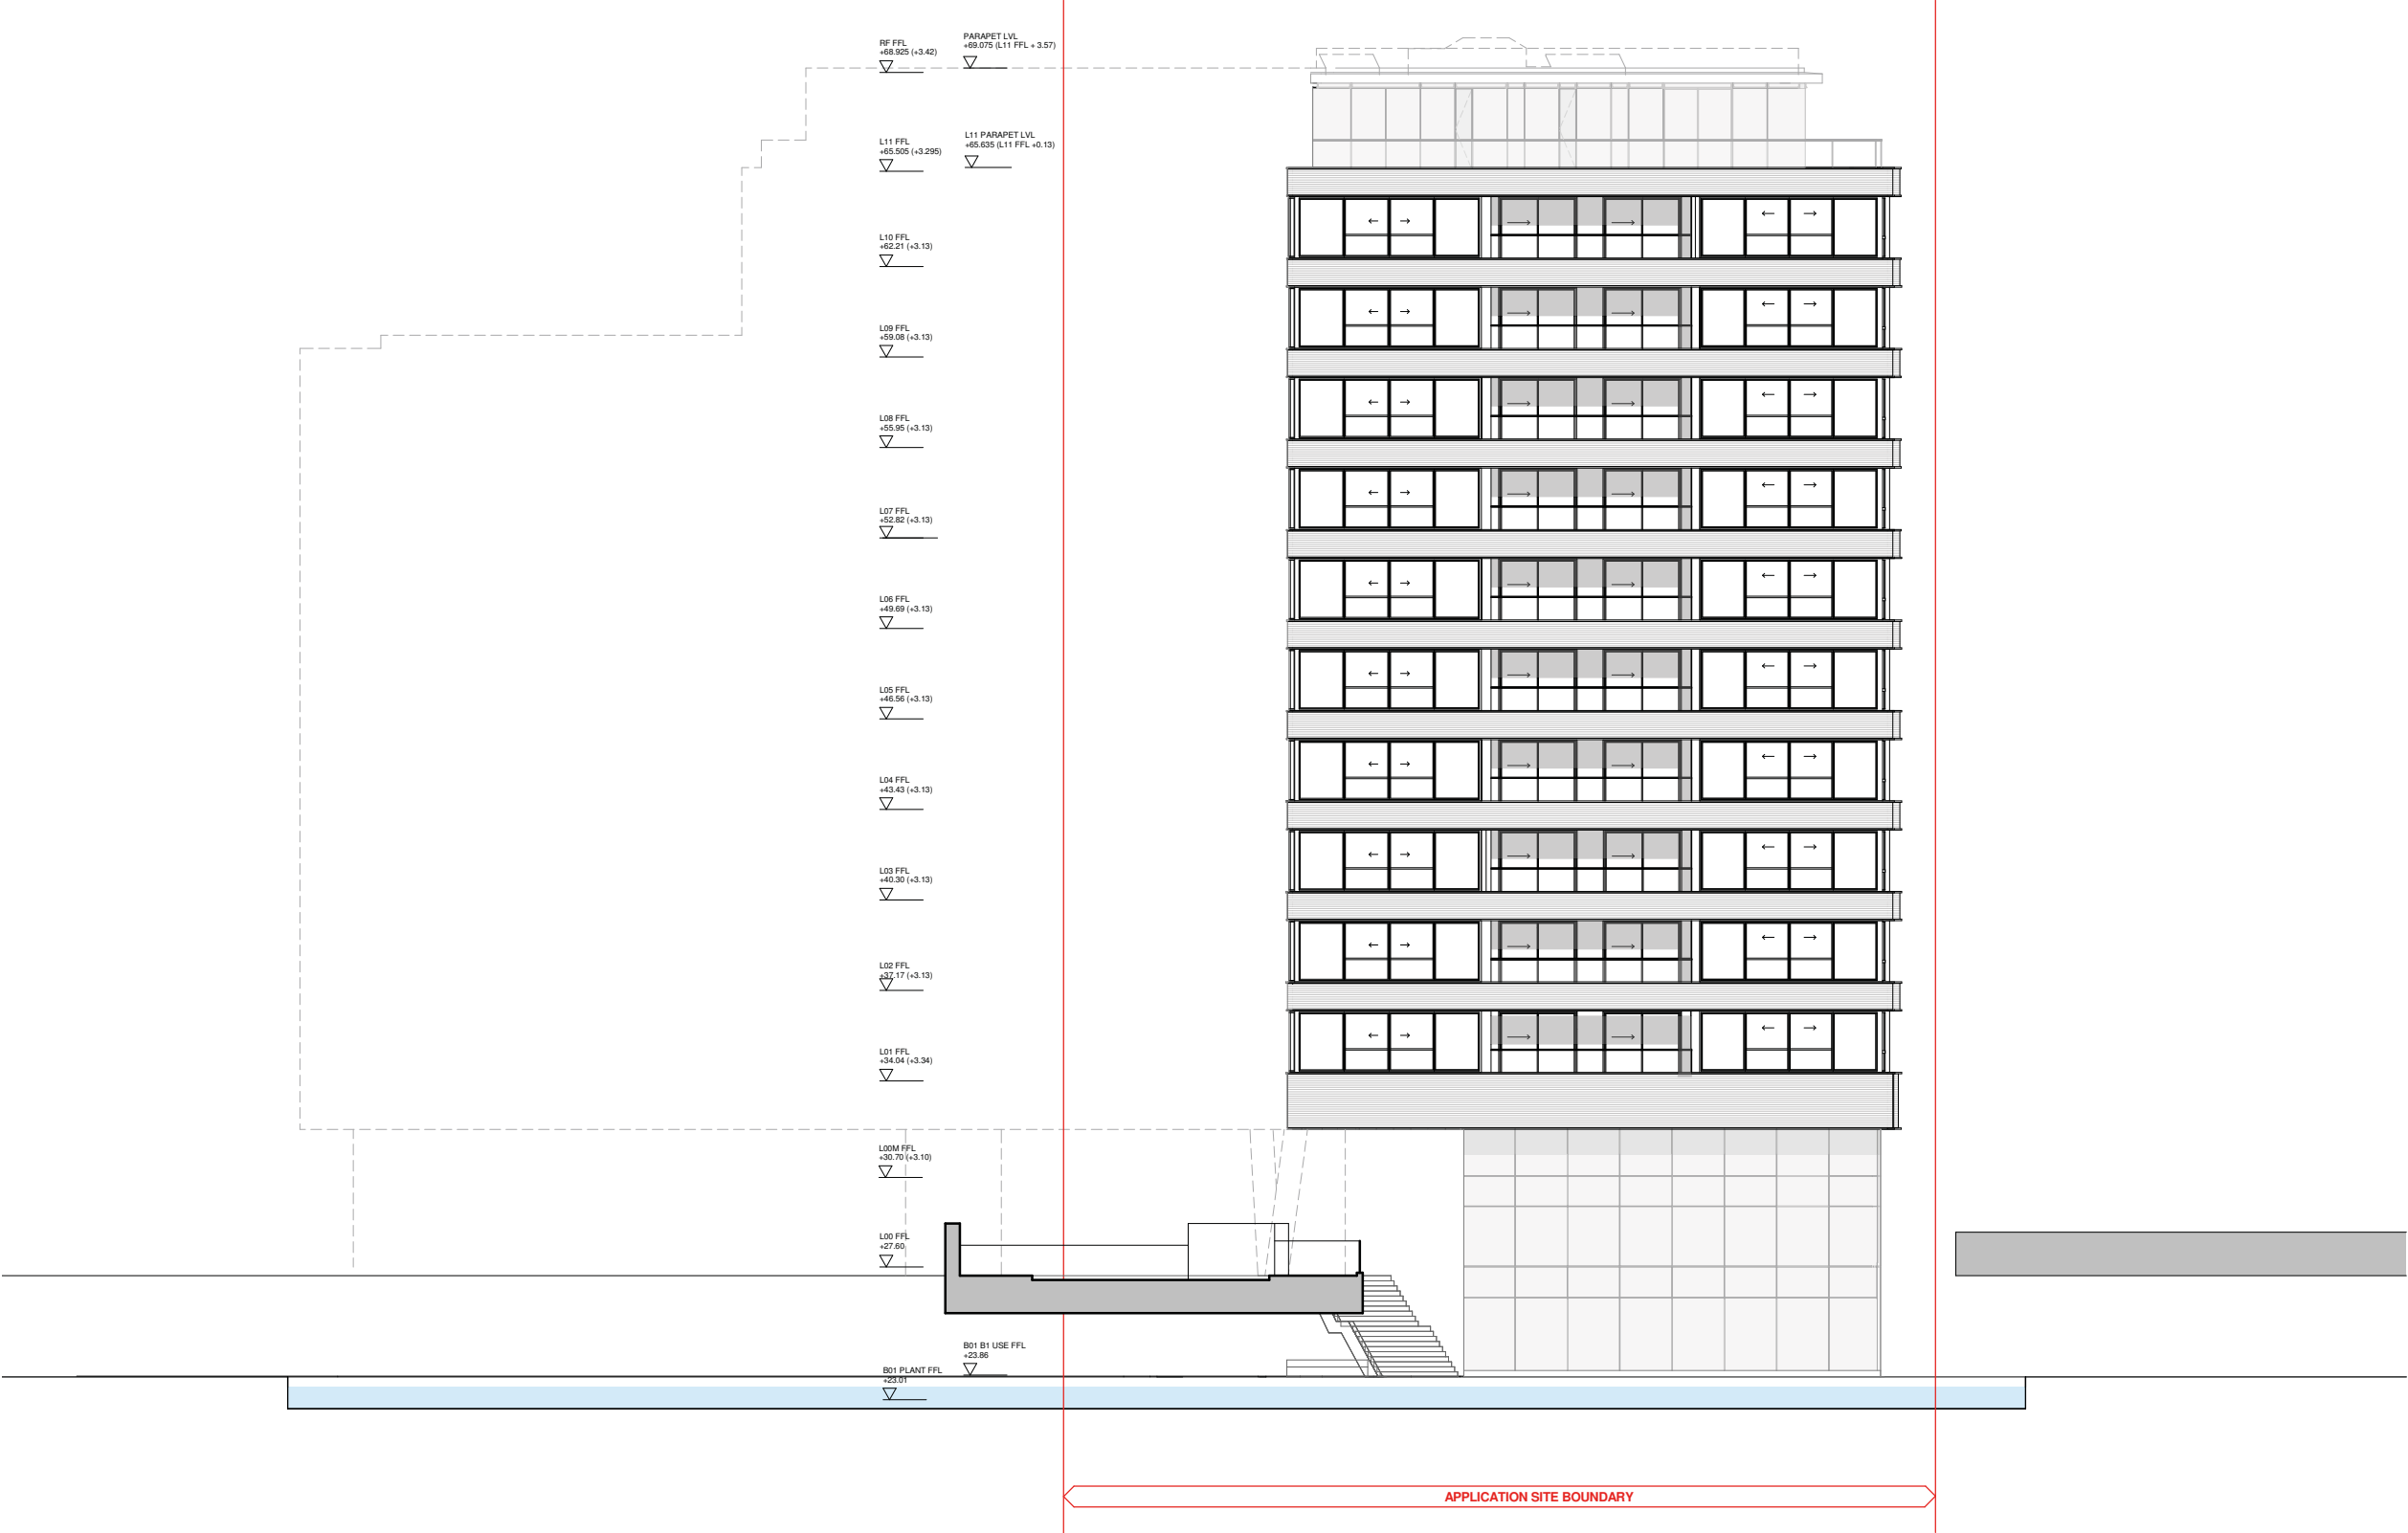 RF FFL
+68.925 (+3.42)
PARAPET LVL
+69.075 (L11 FFL + 3.57)
L11 FFL
+65.505 (+3.295)
L11 PARAPET LVL
+65.635 (L11 FFL +0.13)
L10 FFL
+62.21 (+3.13)
L09 FFL
+59.08 (+3.13)
L08 FFL
+55.95 (+3.13)
L07 FFL
+52.82 (+3.13)
L06 FFL
+49.69 (+3.13)
L05 FFL
+46.56 (+3.13)
L04 FFL
+43.43 (+3.13)
L03 FFL
+40.30 (+3.13)
L02 FFL
+37.17 (+3.13)
L01 FFL
+34.04 (+3.34)
L00M FFL
+30.70 (+3.10)
L00 FFL
+27.60
B01 B1 USE FFL
+23.86
B01 PLANT FFL
+23.01
APPLICATION SITE BOUNDARY